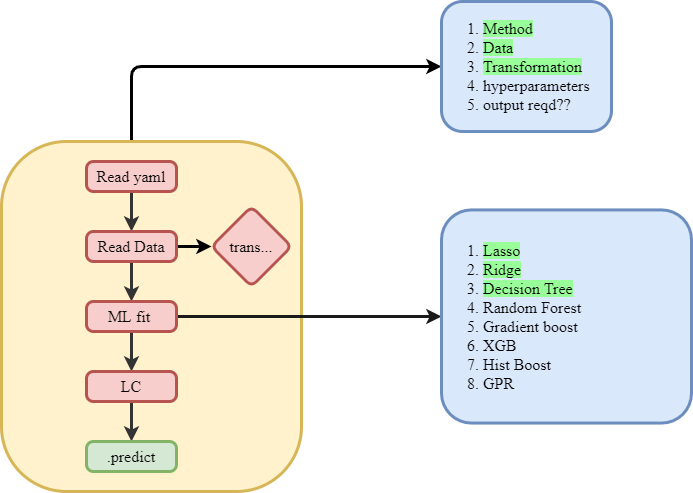 1. Method
2. Data
3. Transformation
4. hyperparameters
5. output reqd??
Read yaml
Read Data
trans...
ML fit
LC
.predict
1. Lasso
2. Ridge
3. Decision Tree
4. Random Forest
5. Gradient boost
6. XGB
7. Hist Boost
8. GPR